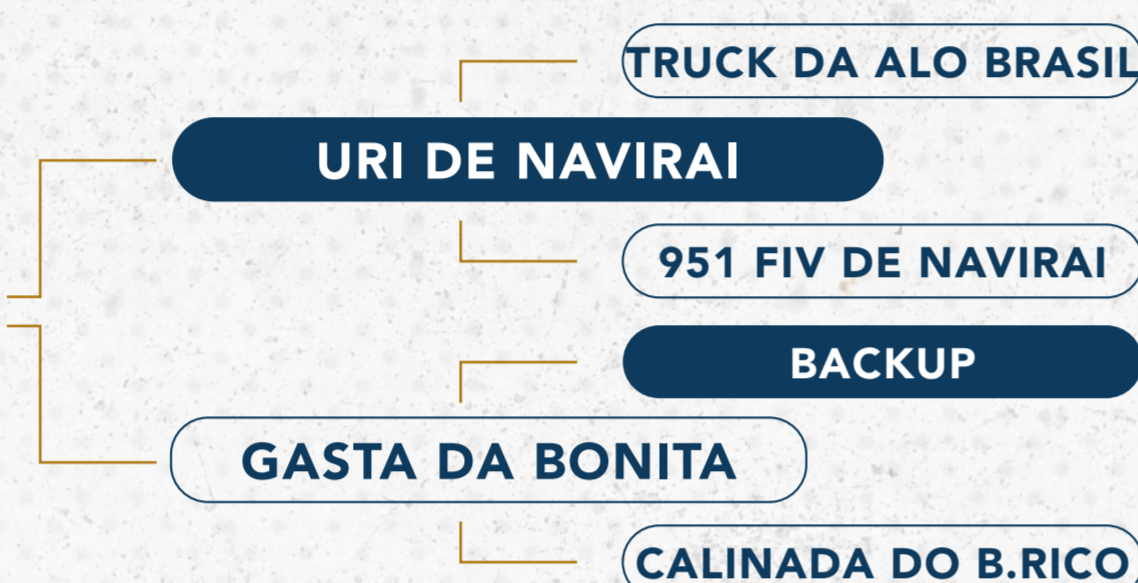 TRUCK DA ALO BRASIL
URI DE NAVIRAI
951 FIV DE NAVIRAI
BACKUP
GASTA DA BONITA
CALINADA DO B.RICO